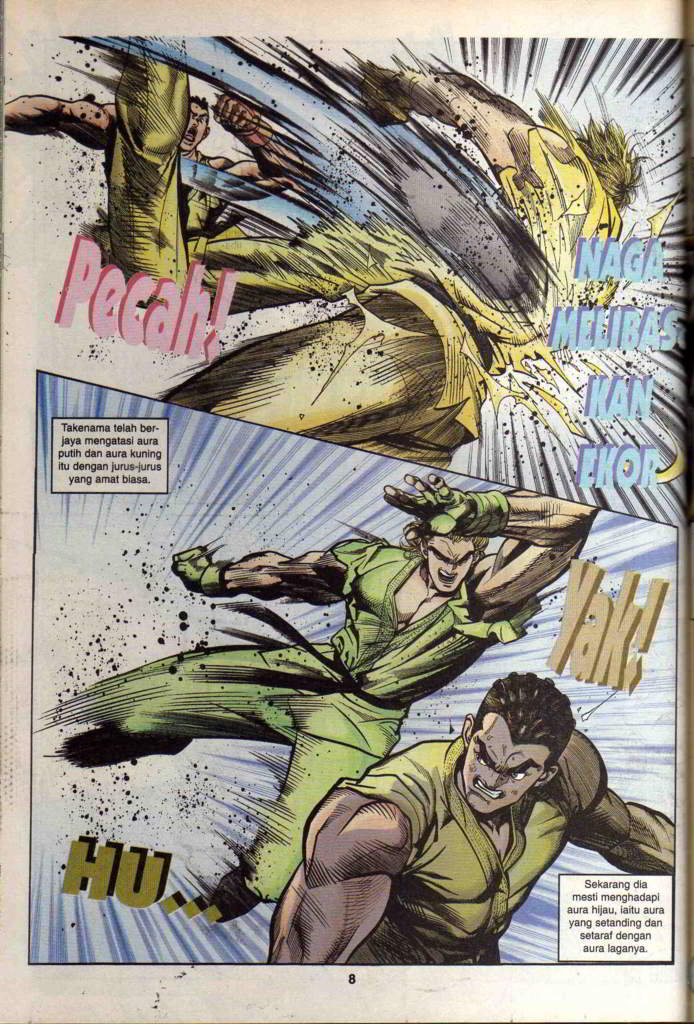 Pecah!
NAGA
MELIBAS
KAN
EKOR
Takenama telah ber-
jaya mengatasi aura
putih dan aura kuning
itu dengan jurus-jurus
yang amat biasa.
Yak!
HU...
Sekarang dia
mesti menghadapi
aura hijau, iaitu aura
yang setanding dan
setaraf dengan
aura laganya.
8